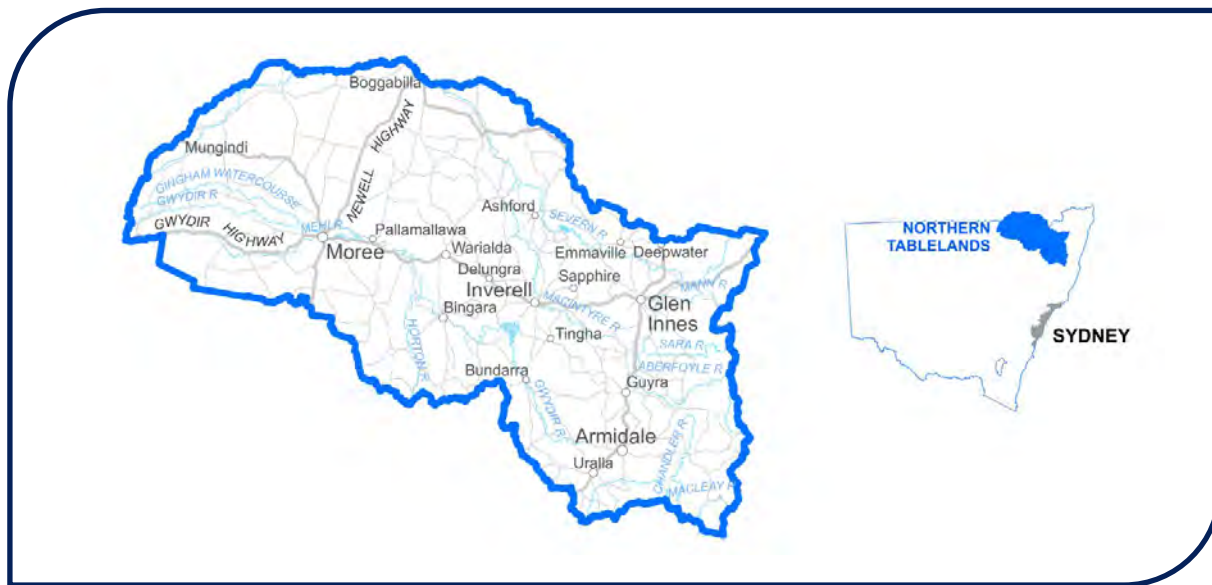 Boggabilla
Mungindi
NEWELL HIGHWAY
GINGHAM WATERCOURSE
GWYDIR R
GWYDIR HIGHWAY
MEHI R
Moree
Pallamallawa
Ashford
SEVERN R
Warialda
Emmaville
Deepwater
Delungra
Sapphire
Inverell
MANN R
Bingara
MACINTYRE R
Glen
Innes
HORTON R
Tingha
SARA R
ABERFOYLE R
Bundarra
Guyra
GWYDIR R
Armidale
CHANDLER R
Uralla
MACLEAY R
NORTHERN
TABLELANDS
SYDNEY